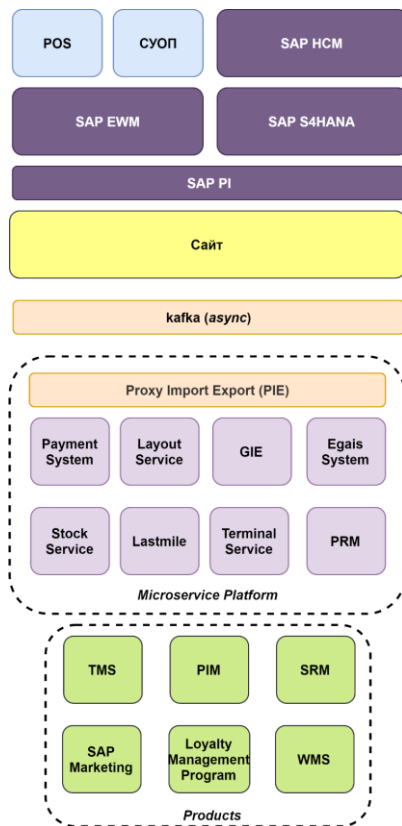 POS
СУОП
SAP HCM
SAP EWM
SAP S4HANA
SAP PI
Сайт
kafka (async)
Proxy Import Export (PIE)
Payment
System
Layout
Service
GIE
Egais
System
Stock
Service
Lastmile
Terminal
Service
PRM
Microservice Platform
TMS
PIM
SRM
SAP
Marketing
Loyalty
Management
Program
WMS
Products